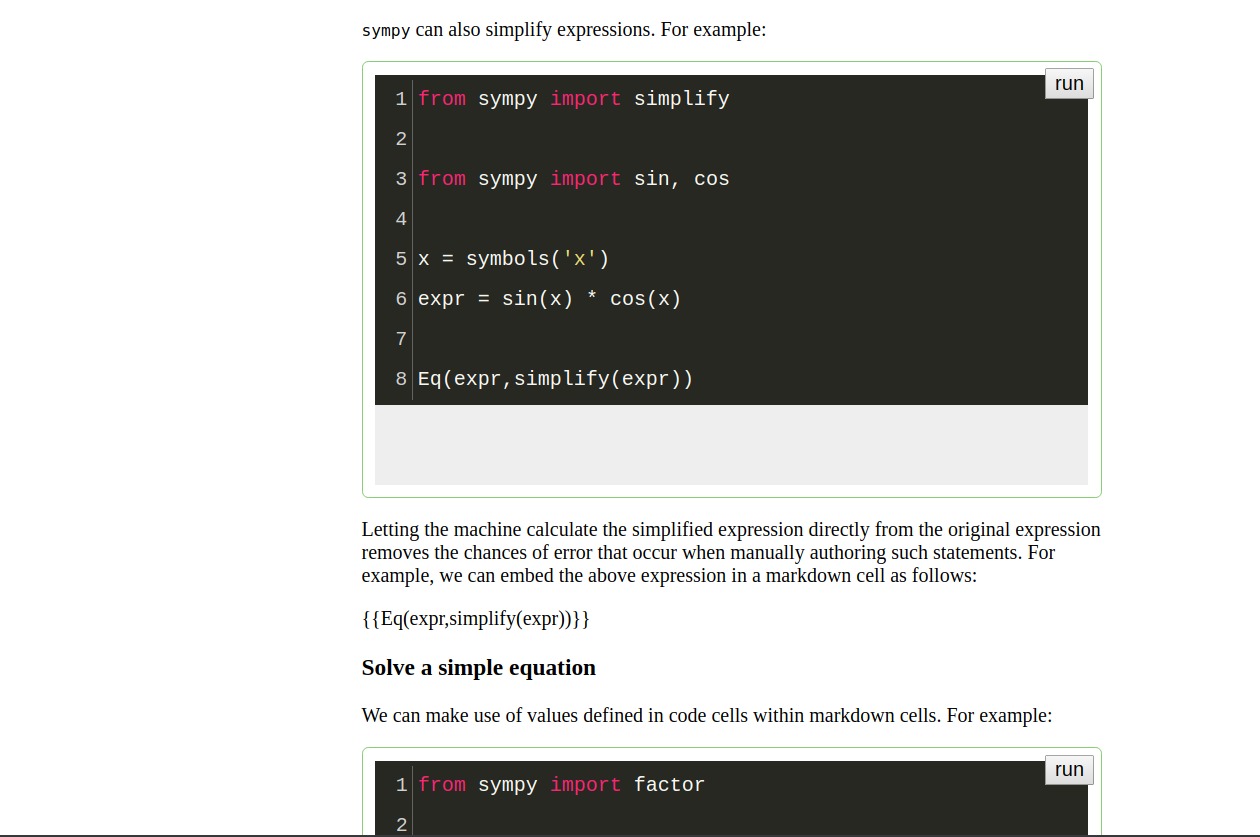 sympy can also simplify expressions. For example:
run
1 from sympy import simplify
2
3 from sympy import sin, cos
4
5 x = symbols('x')
6 expr = sin(x) * cos(x)
7
8 Eq(expr,simplify(expr))
Letting the machine calculate the simplified expression directly from the original expression
removes the chances of error that occur when manually authoring such statements. For
example, we can embed the above expression in a markdown cell as follows:
{{Eq(expr,simplify(expr))}}
Solve a simple equation
We can make use of values defined in code cells within markdown cells. For example:
run
1 from sympy import factor
2